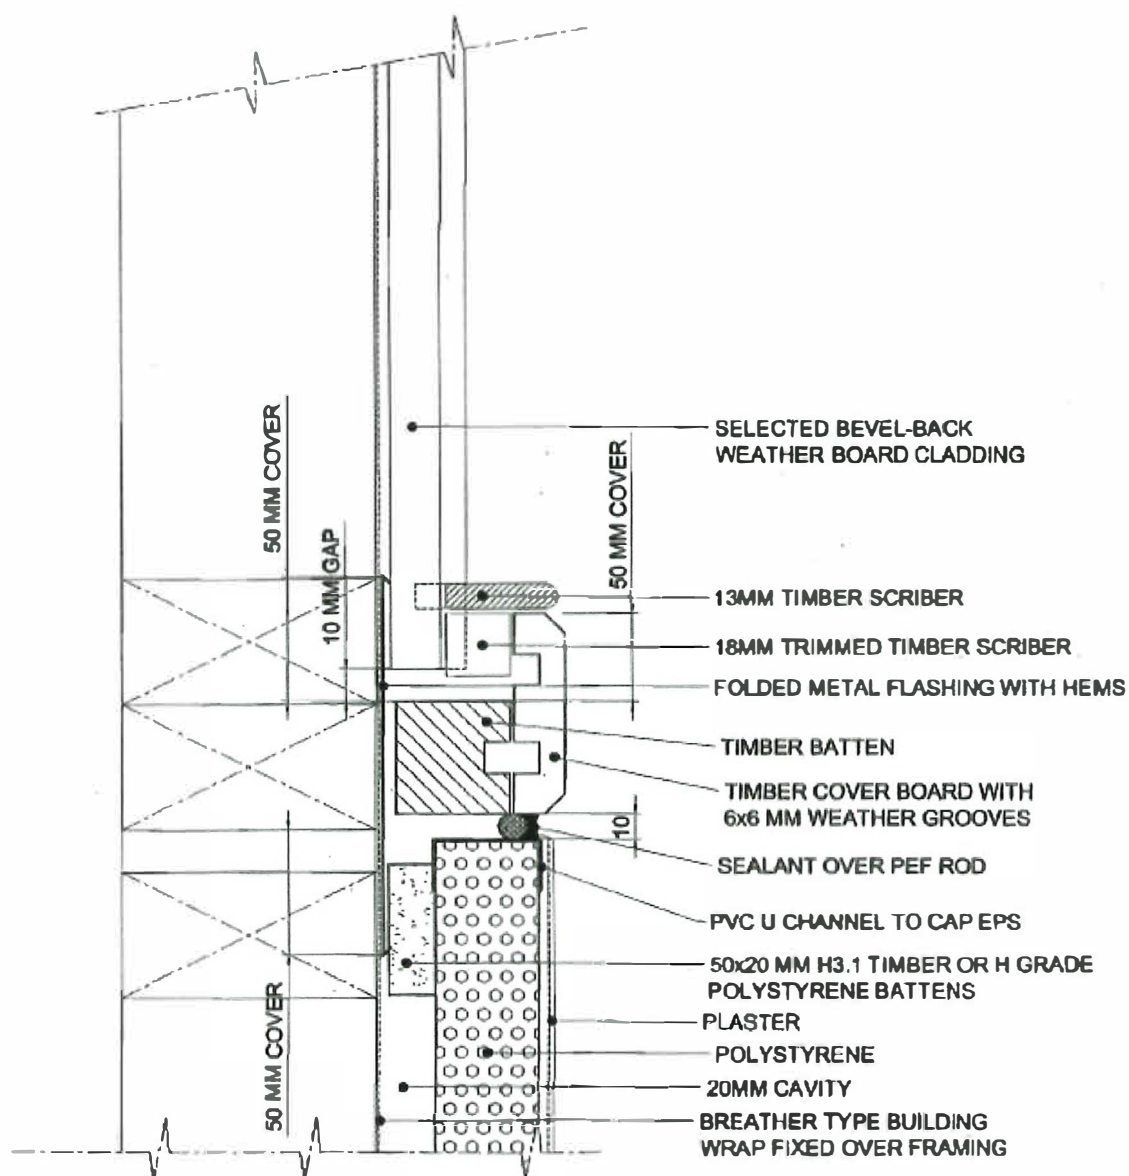 SELECTED BEVEL-BACK
WEATHER BOARD CLADDING
50 MM COVER
10 MM GAP
50 MM COVER
13MM TIMBER SCRIBER
18MM TRIMMED TIMBER SCRIBER
FOLDED METAL FLASHING WITH HEMS
TIMBER BATTEN
TIMBER COVER BOARD WITH
6x6 MM WEATHER GROOVES
10
SEALANT OVER PEF ROD
PVC U CHANNEL TO CAP EPS
50x20 MM H3.1 TIMBER OR H GRADE
POLYSTYRENE BATTENS
50 MM COVER
PLASTER
POLYSTYRENE
20MM CAVITY
BREATHER TYPE BUILDING
WRAP FIXED OVER FRAMING